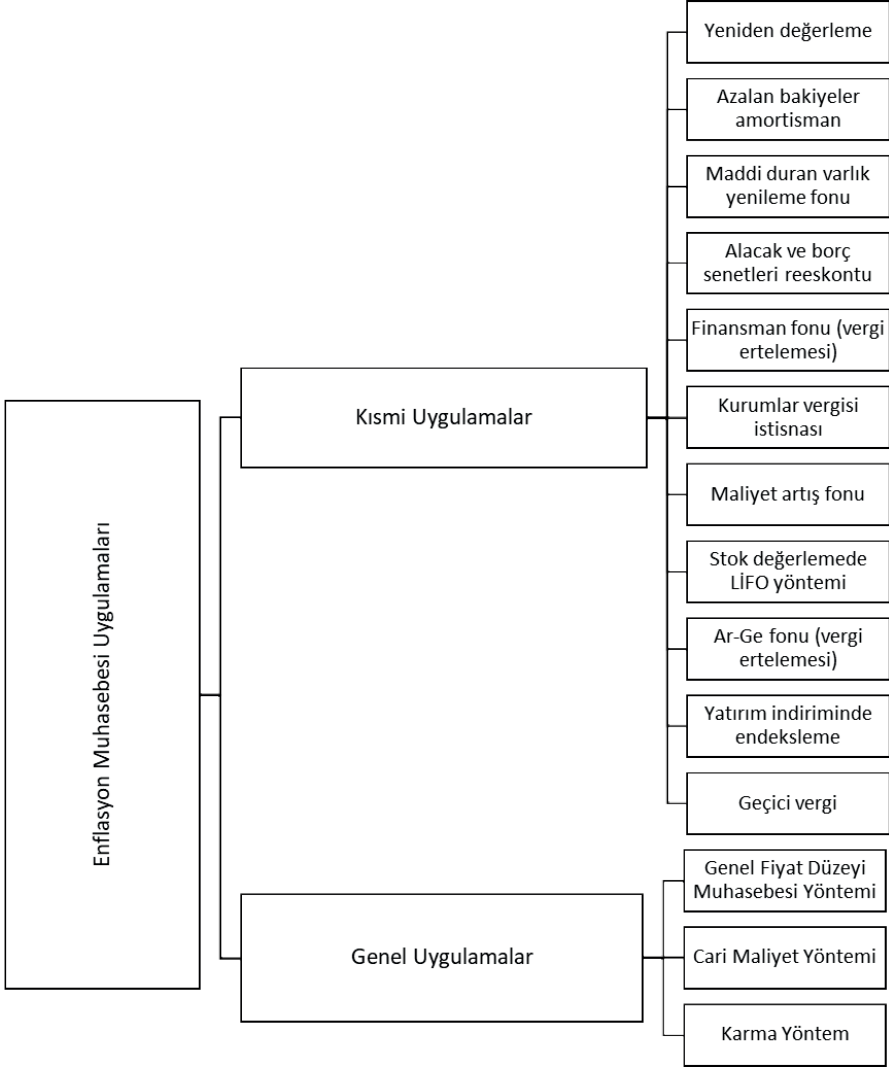 Enflasyon Muhasebesi Uygulamaları
Kısmi Uygulamalar
Yeniden değerleme
Azalan bakiyeler
amortisman
Maddi duran varlık
yenileme fonu
Alacak ve borç
senetleri reeskontu
Finansman fonu (vergi
ertelemesi)
Kurumlar vergisi
istisnası
Maliyet artış fonu
Stok değerlemede
LİFO yöntemi
Ar-Ge fonu (vergi
ertelemesi)
Yatırım indiriminde
endeksleme
Geçici vergi
Genel Uygulamalar
Genel Fiyat Düzeyi
Muhasebesi Yöntemi
Cari Maliyet Yöntemi
Karma Yöntem